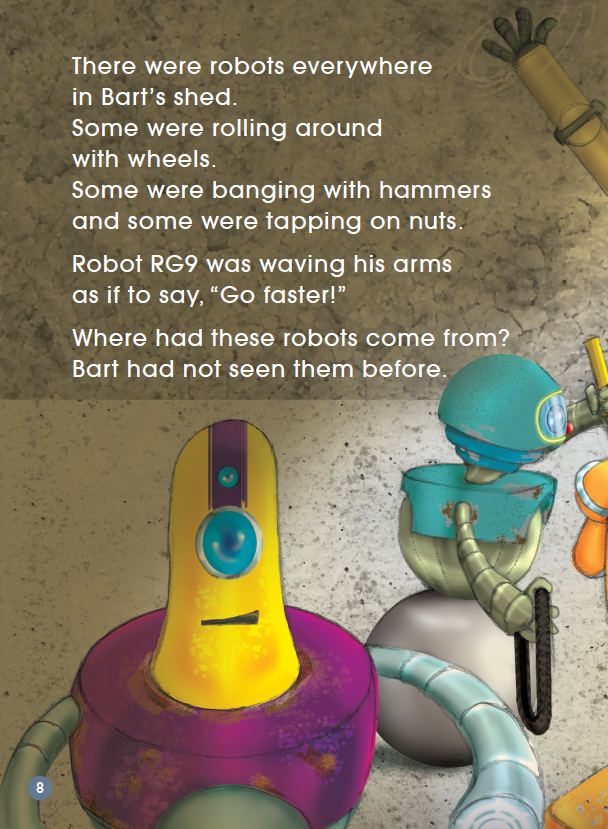 There were robots everywhere
in Bart’s shed.
Some were rolling around
with wheels.
Some were banging with hammers
and some were tapping on nuts.
Robot RG9 was waving his arms
as if to say, “Go faster!”
Where had these robots come from?
Bart had not seen them before.
8